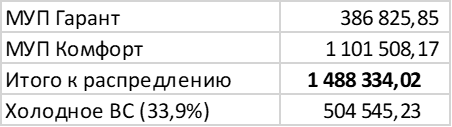 МУП Гарант 386 825,85
МУП Комфорт 1 101 508,17
Итого к распредлению 1 488 334,02
Холодное ВС (33,9%) 504 545,23